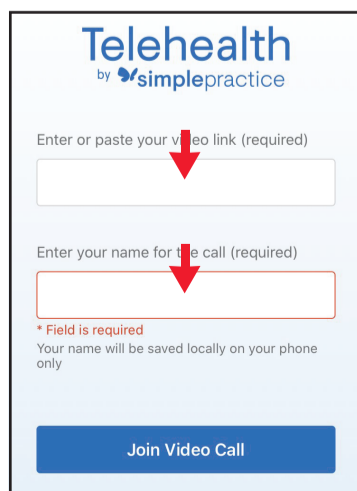 Telehealth
by simplepractice
Enter or paste your video link (required)
Enter your name for the call (required)
* Field is required
Your name will be saved locally on your phone
only
Join Video Call